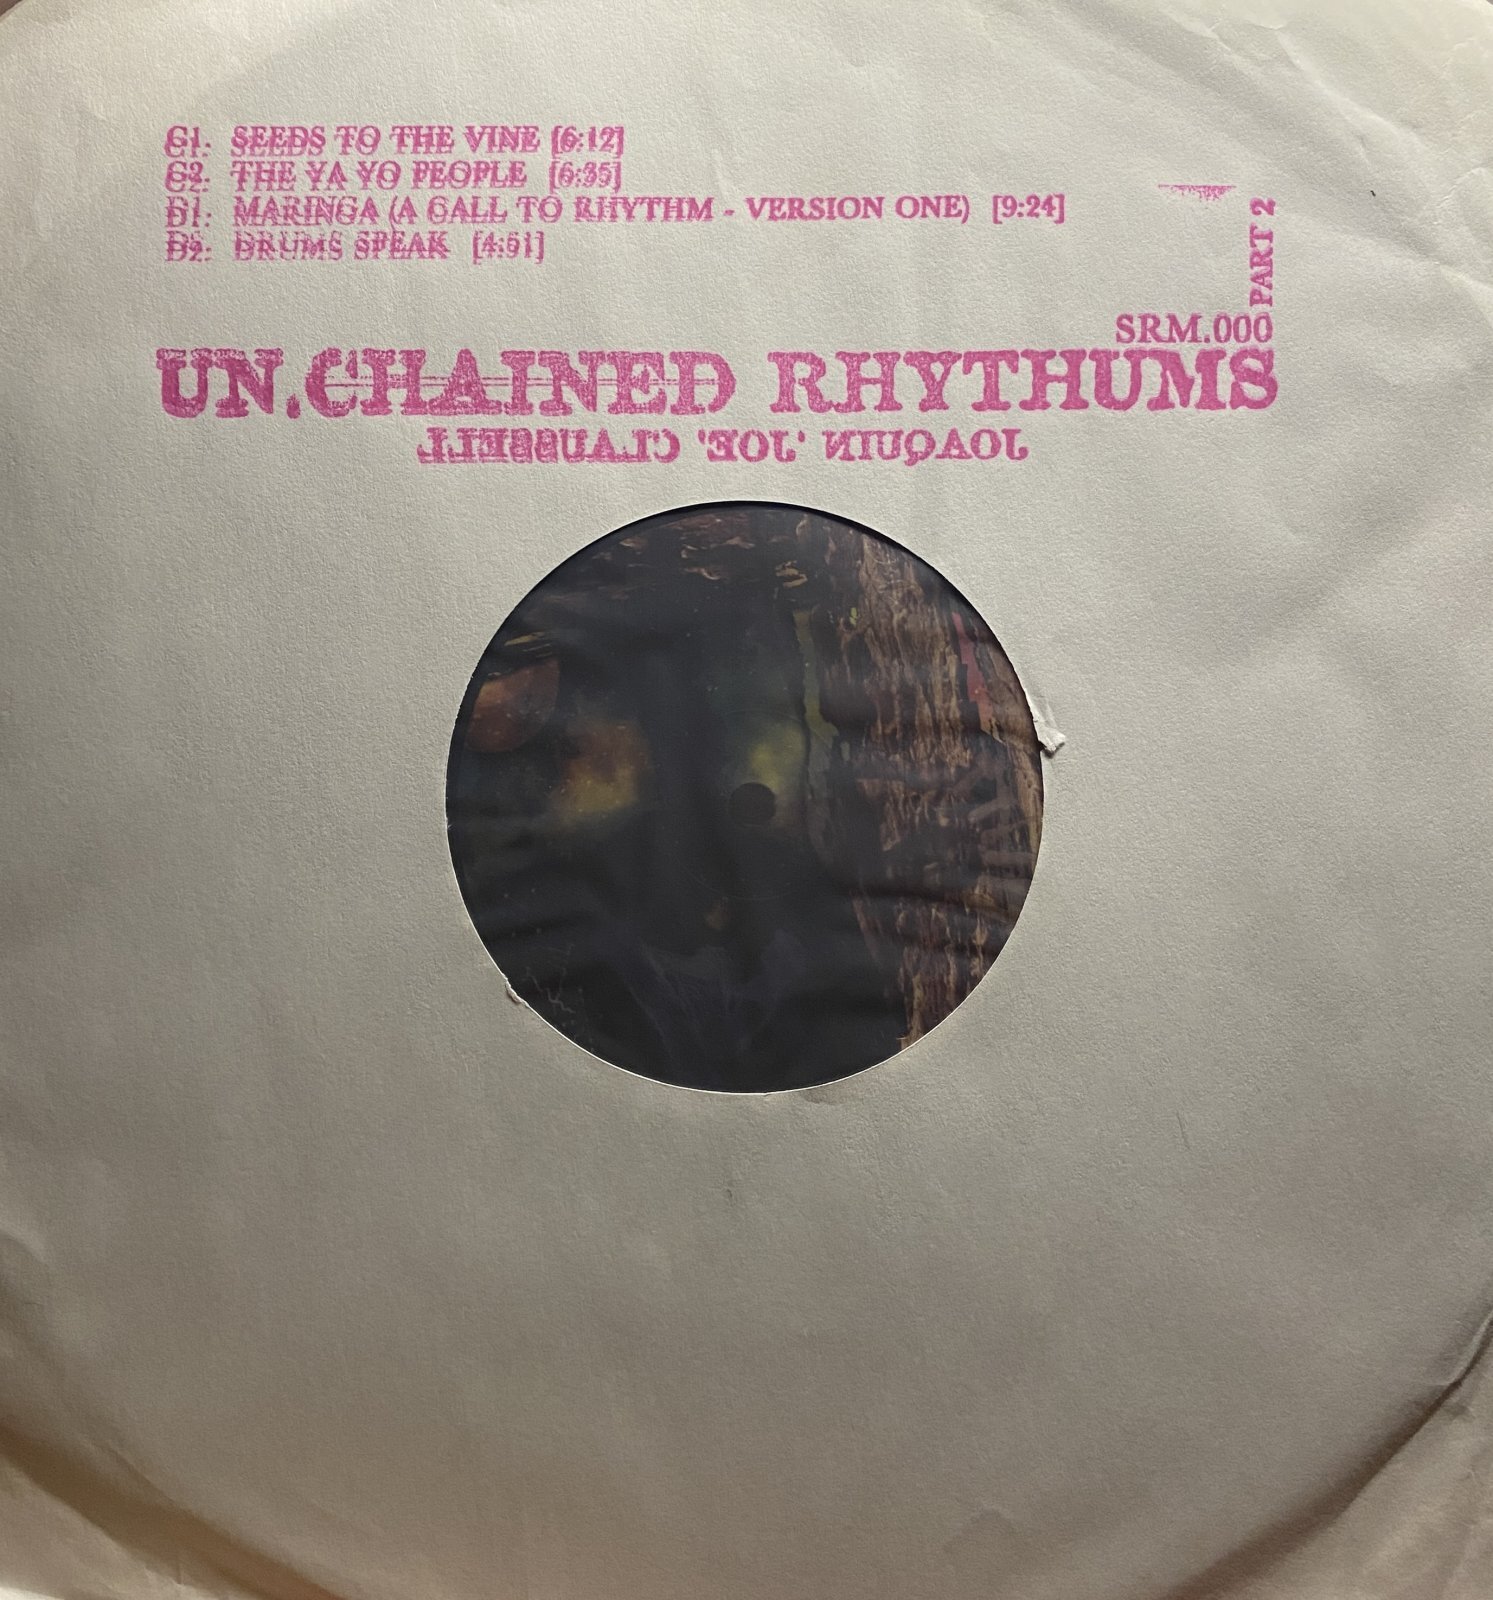 C1: SEEDS TO THE VINE [6:12]
C2: THE YA YO PEOPLE [6:35]
D1: MARINGA (A CALL TO RHYTHM - VERSION ONE) [9:24]
D2: DRUMS SPEAK [4:51]
PART 2
SRM.000
UN.CHAINED RHYTHUMS
JOAQUIN 'JOE' CLAUSSELL